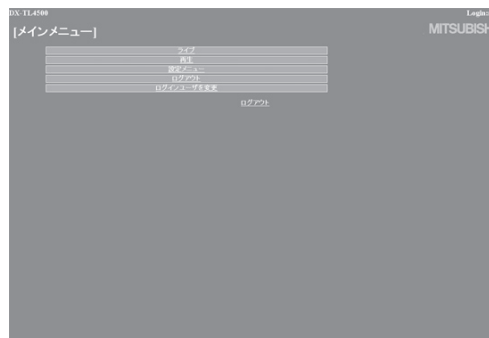 DX-TL4500
Login:
[メインメニュー]
MITSUBISH
ライブ
再生
設定メニュー
ログアウト
ログインユーザを変更
ログアウト